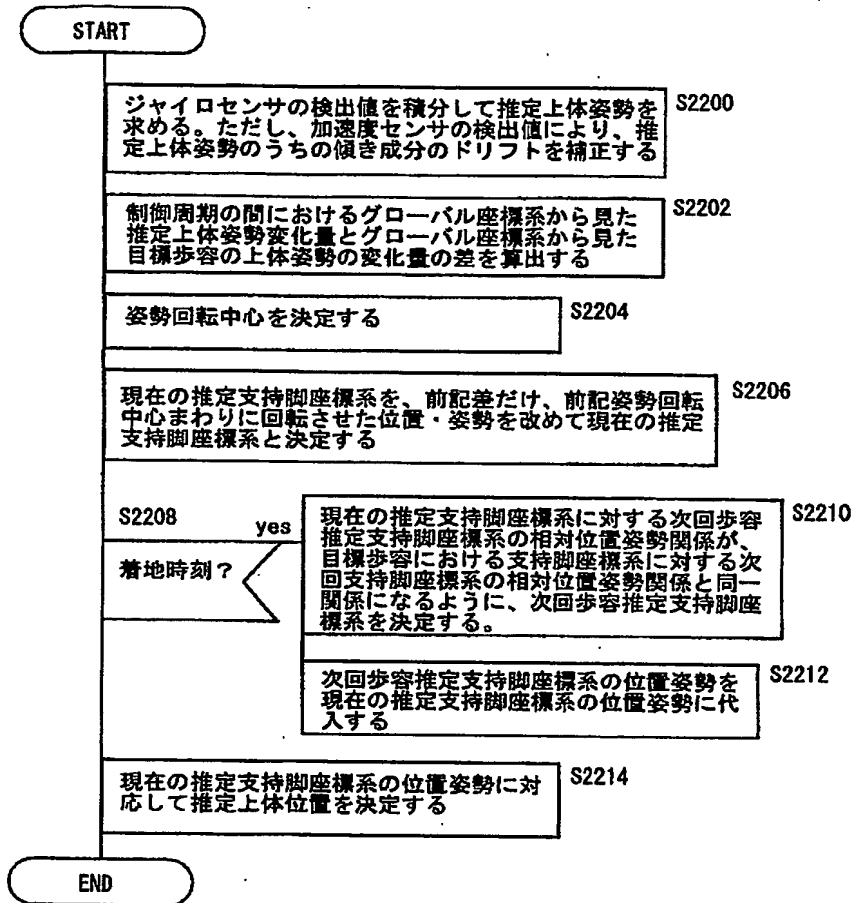 START
ジャイロセンサの検出値を積分して推定上体姿勢を
求める。ただし、加速度センサの検出値により、推
定上体姿勢のうちの傾き成分のドリフトを補正する
S2200
制御周期の間におけるグローバル座標系から見た
推定上体姿勢変化量とグローバル座標系から見た
目標歩容の上体姿勢の変化量の差を算出する
S2202
姿勢回転中心を決定する
S2204
現在の推定支持脚座標系を、前記差だけ、前記姿勢回転
中心まわりに回転させた位置・姿勢を改めて現在の推定
支持脚座標系と決定する
S2206
S2208
着地時刻?
yes
現在の推定支持脚座標系に対する次回歩容
推定支持脚座標系の相対位置姿勢関係が、
目標歩容における支持脚座標系に対する次
回支持脚座標系の相対位置姿勢関係と同一
関係になるように、次回歩容推定支持脚座
標系を決定する。
S2210
次回歩容推定支持脚座標系の位置姿勢を
現在の推定支持脚座標系の位置姿勢に代
入する
S2212
現在の推定支持脚座標系の位置姿勢に対
応して推定上体位置を決定する
S2214
END